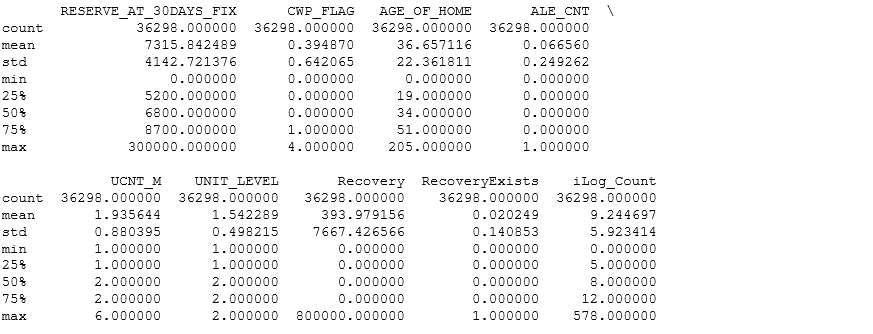 RESERVE_AT_30DAYS_FIX CWP_FLAG AGE_OF_HOME ALE_CNT \
count 36298.000000 36298.000000 36298.000000 36298.000000
mean 7315.842489 0.394870 36.657116 0.066560
std 4142.721376 0.642065 22.361811 0.249262
min 0.000000 0.000000 0.000000 0.000000
25% 5200.000000 0.000000 19.000000 0.000000
50% 6800.000000 0.000000 34.000000 0.000000
75% 8700.000000 1.000000 51.000000 0.000000
max 300000.000000 4.000000 205.000000 1.000000
UCNT_M UNIT_LEVEL Recovery RecoveryExists iLog_Count
count 36298.000000 36298.000000 36298.000000 36298.000000 36298.000000
mean 1.935644 1.542289 393.979156 0.020249 9.244697
std 0.880395 0.498215 7667.426566 0.140853 5.923414
min 1.000000 1.000000 0.000000 0.000000 0.000000
25% 1.000000 1.000000 0.000000 0.000000 5.000000
50% 2.000000 2.000000 0.000000 0.000000 8.000000
75% 2.000000 2.000000 0.000000 0.000000 12.000000
max 6.000000 2.000000 800000.000000 1.000000 578.000000